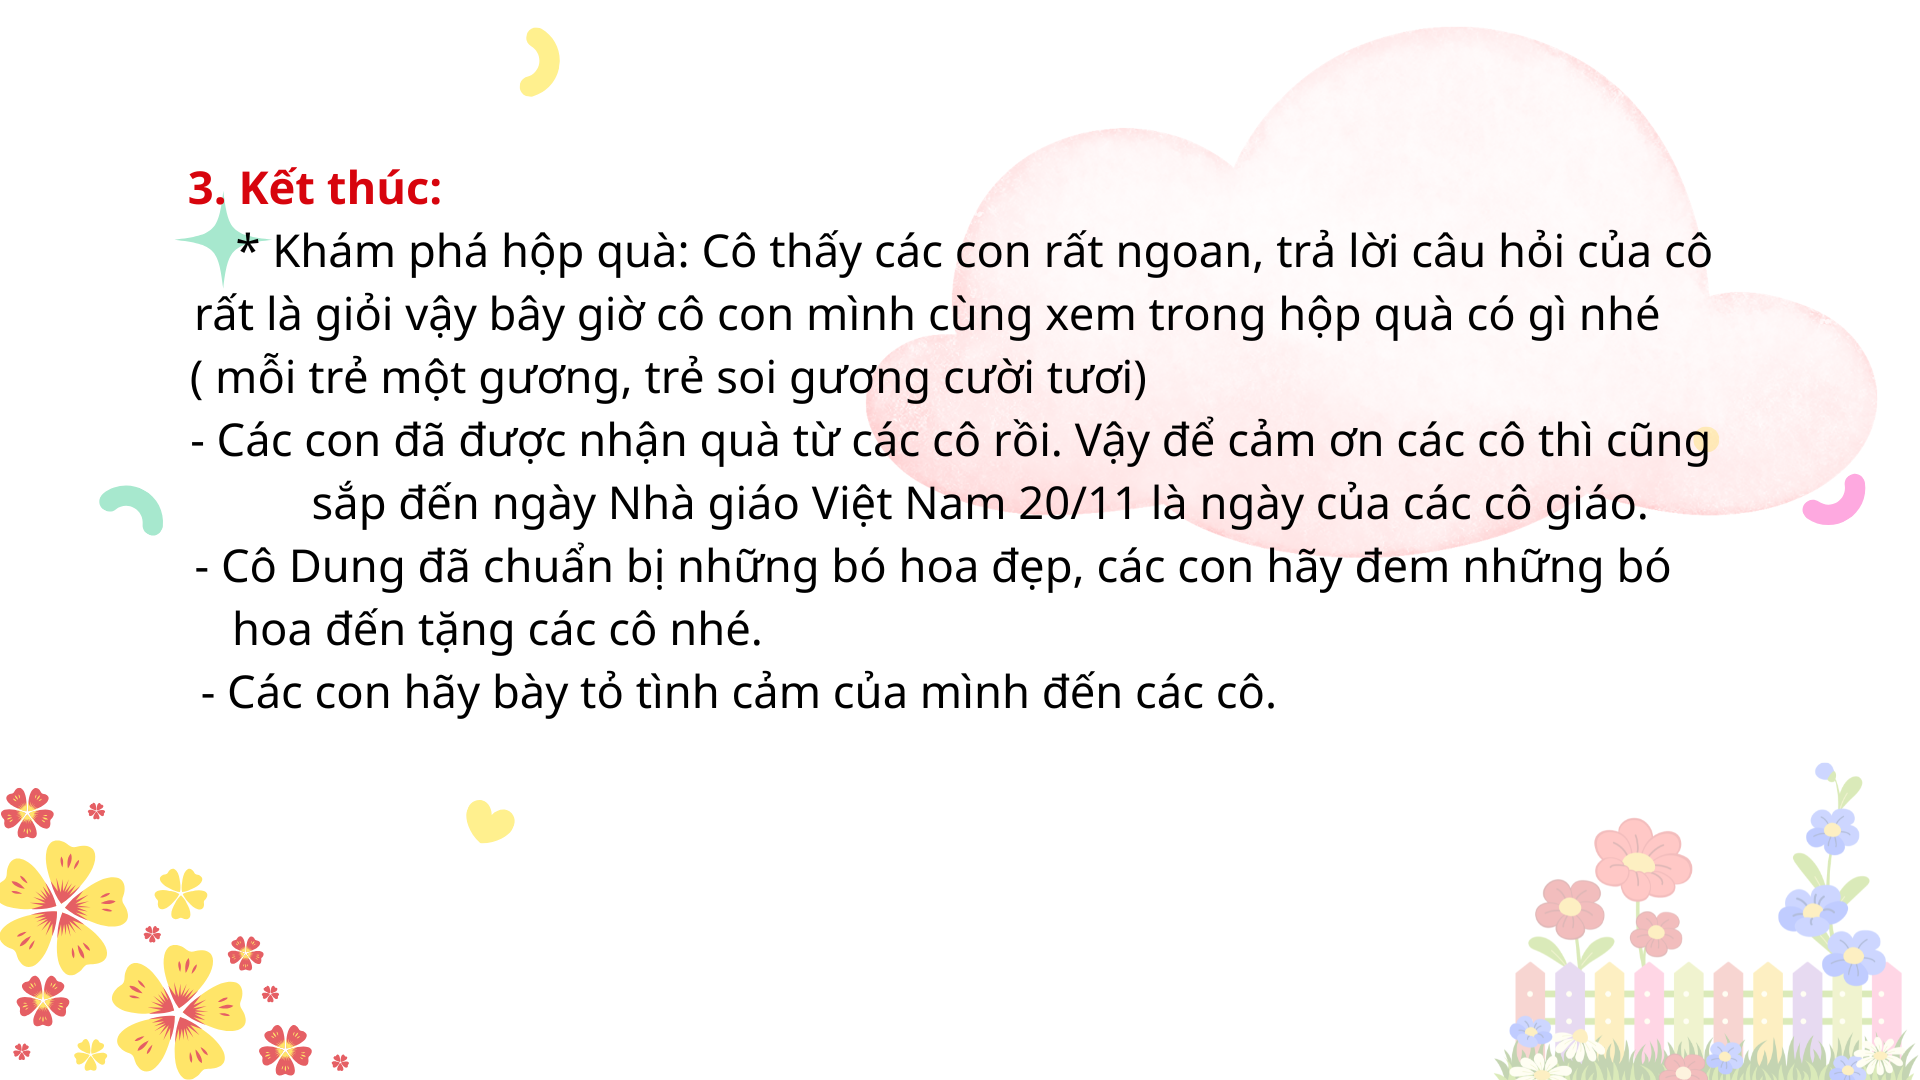 3. Kết thúc:
* Khám phá hộp quà: Cô thấy các con rất ngoan, trả lời câu hỏi của cô
rất là giỏi vậy bây giờ cô con mình cùng xem trong hộp quà có gì nhé
( mỗi trẻ một gương, trẻ soi gương cười tươi)
- Các con đã được nhận quà từ các cô rồi. Vậy để cảm ơn các cô thì cũng
sắp đến ngày Nhà giáo Việt Nam 20/11 là ngày của các cô giáo.
- Cô Dung đã chuẩn bị những bó hoa đẹp, các con hãy đem những bó
hoa đến tặng các cô nhé.
- Các con hãy bày tỏ tình cảm của mình đến các cô.